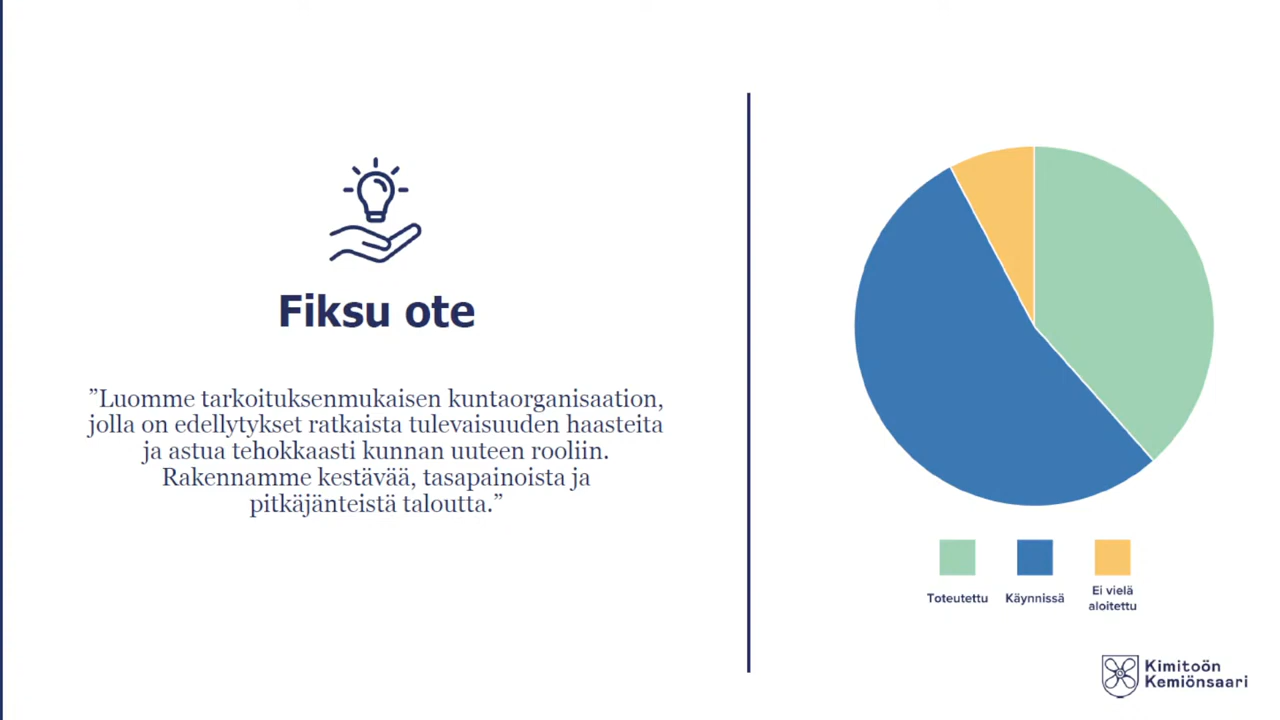 Fiksu ote
”Luomme tarkoituksenmukaisen kuntaorganisaation,
jolla on edellytykset ratkaista tulevaisuuden haasteita
ja astua tehokkaasti kunnan uuteen rooliin.
Rakennamme kestävää, tasapainoista ja
pitkäjänteistä taloutta.”
Toteutettu
Käynnissä
Ei vielä
aloitettu
Kimitoön
Kemiönsaari